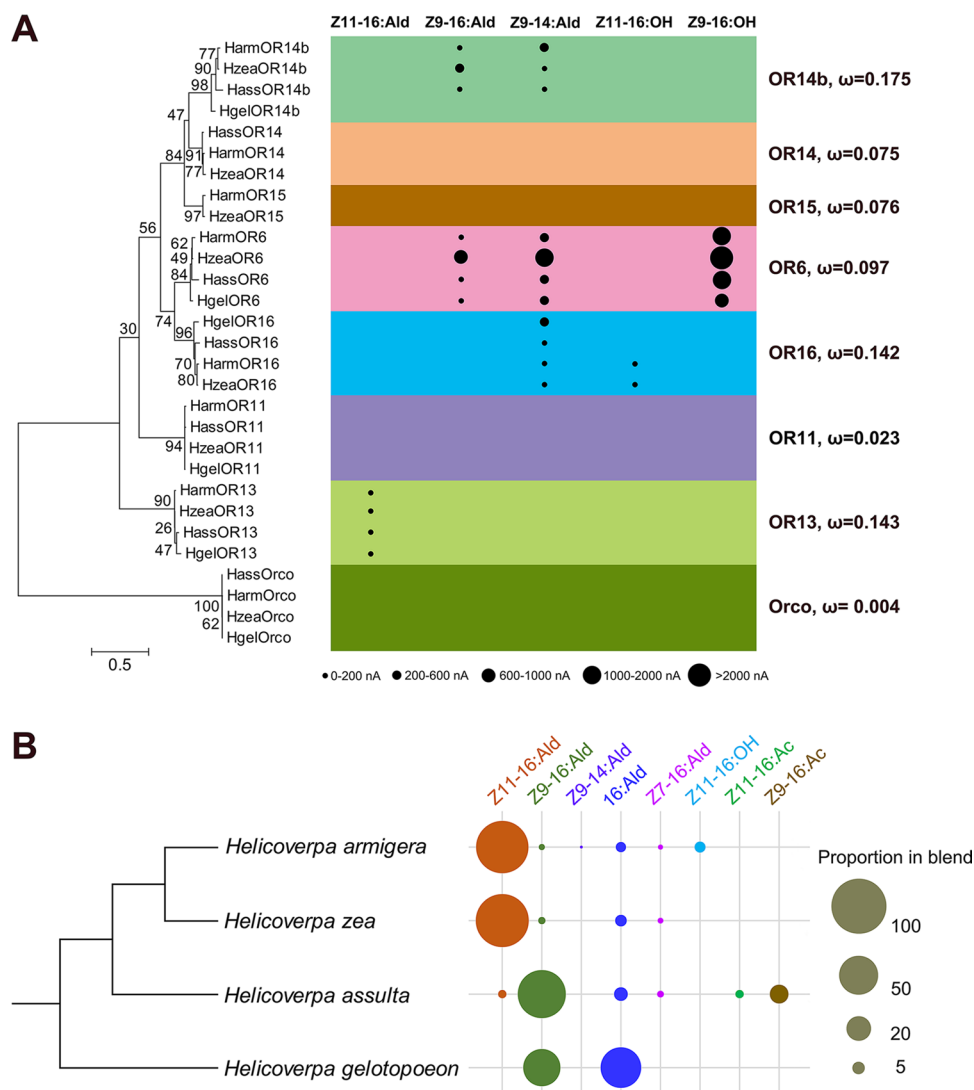 A
Z11-16:Ald Z9-16:Ald Z9-14:Ald Z11-16:OH Z9-16:OH
77 HarmOR14b
90 HzeaOR14b
98 HassOR14b
HgelOR14b
OR14b, ω=0.175
47
HassOR14
84 91 HarmOR14
77 HzeaOR14
OR14, ω=0.075
HarmOR15
97 HzeaOR15
OR15, ω=0.076
56
62 HarmOR6
49 HzeaOR6
84 HassOR6
HgelOR6
OR6, ω=0.097
74
30
96 HgelOR16
HassOR16
70 HarmOR16
80 HzeaOR16
OR16, ω=0.142
HarmOR11
HassOR11
94 HzeaOR11
HgelOR11
OR11, ω=0.023
90 HarmOR13
HzeaOR13
26 HassOR13
47 HgelOR13
OR13, ω=0.143
HassOrco
100 HarmOrco
62 HzeaOrco
HgelOrco
Orco, ω= 0.004
0.5
0-200 nA 200-600 nA 600-1000 nA 1000-2000 nA >2000 nA
B
Z11-16:Ald Z9-16:Ald Z9-14:Ald 16:Ald Z7-16:Ald Z11-16:OH Z11-16:Ac Z9-16:Ac
Helicoverpa armigera
Helicoverpa zea
Helicoverpa assulta
Helicoverpa gelotopoeon
Proportion in blend
100
50
20
5